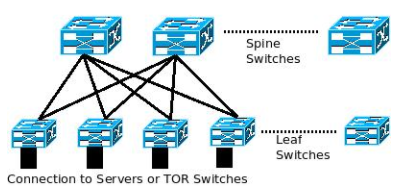 Spine
Switches
Leaf
Switches
Connection to Servers or TOR Switches